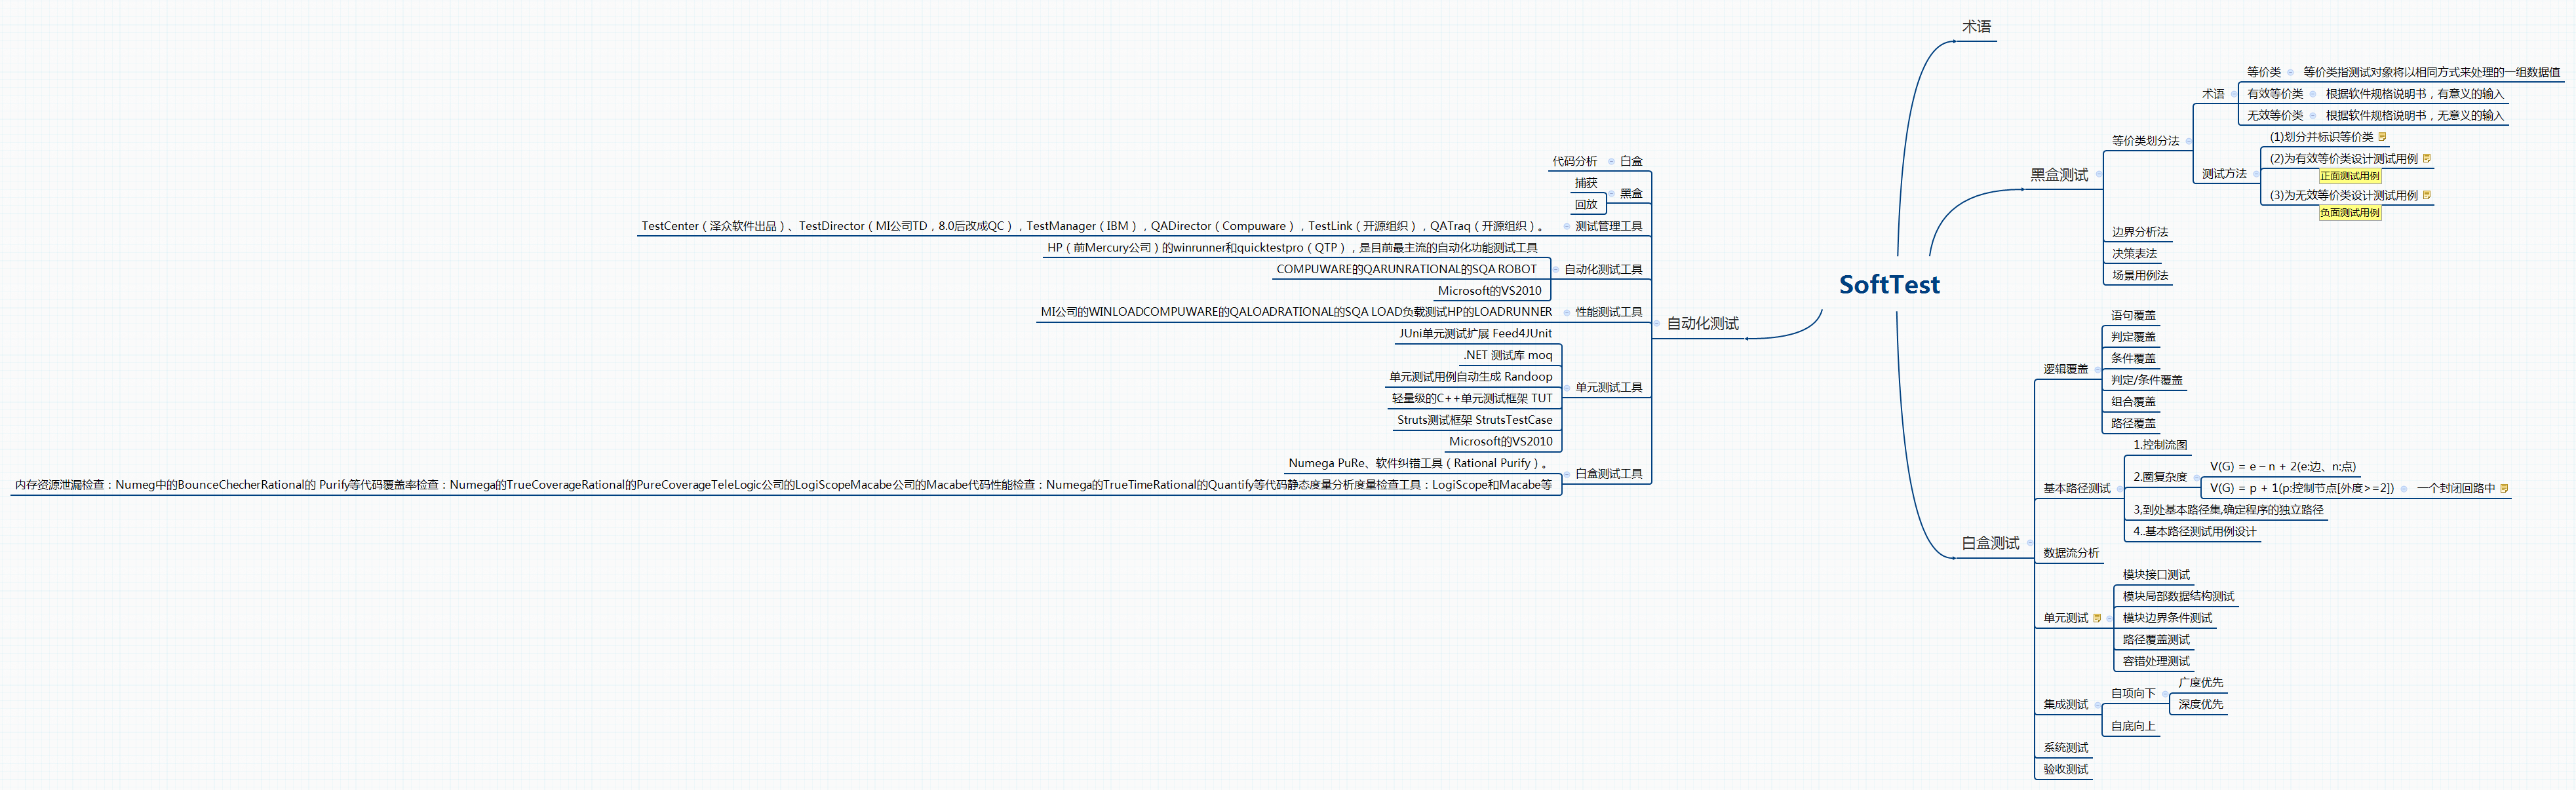 SoftTest
术语
黑盒测试
等价类划分法
术语
等价类
等价类指测试对象将以相同方式来处理的一组数据值
有效等价类
根据软件规格说明书，有意义的输入
无效等价类
根据软件规格说明书，无意义的输入
测试方法
(1)划分并标识等价类
(2)为有效等价类设计测试用例
正面测试用例
(3)为无效等价类设计测试用例
负面测试用例
边界分析法
决策表法
场景用例法
白盒测试
逻辑覆盖
语句覆盖
判定覆盖
条件覆盖
判定/条件覆盖
组合覆盖
路径覆盖
基本路径测试
1.控制流图
2.圈复杂度
V(G) = e – n + 2(e:边、n:点)
V(G) = p + 1(p:控制节点[外度>=2])
一个封闭回路中
3,到处基本路径集,确定程序的独立路径
4..基本路径测试用例设计
数据流分析
单元测试
模块接口测试
模块局部数据结构测试
模块边界条件测试
路径覆盖测试
容错处理测试
集成测试
自项向下
广度优先
深度优先
自底向上
系统测试
验收测试
自动化测试
白盒
代码分析
黑盒
捕获
回放
测试管理工具
TestCenter（泽众软件出品）、TestDirector（MI公司TD，8.0后改成QC），TestManager（IBM），QADirector（Compuware），TestLink（开源组织），QATraq（开源组织）。
自动化测试工具
HP（前Mercury公司）的winrunner和quicktestpro（QTP），是目前最主流的自动化功能测试工具
COMPUWARE的QARUNRATIONAL的SQA ROBOT
Microsoft的VS2010
性能测试工具
MI公司的WINLOADCOMPUWARE的QALOADRATIONAL的SQA LOAD负载测试HP的LOADRUNNER
单元测试工具
JUni单元测试扩展 Feed4JUnit
.NET 测试库 moq
单元测试用例自动生成 Randoop
轻量级的C++单元测试框架 TUT
Struts测试框架 StrutsTestCase
Microsoft的VS2010
白盒测试工具
Numega PuRe、软件纠错工具（Rational Purify）。
内存资源泄漏检查：Numeg中的BounceChecherRational的 Purify等代码覆盖率检查：Numega的TrueCoverageRational的PureCoverageTeleLogic公司的LogiScopeMacabe公司的Macabe代码性能检查：Numega的TrueTimeRational的Quantify等代码静态度量分析度量检查工具：LogiScope和Macabe等